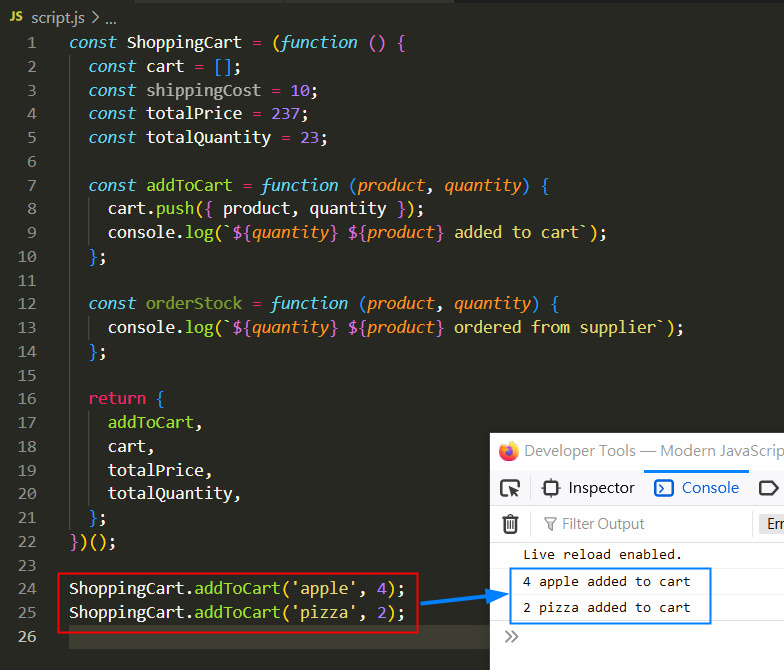 JS script.js > ...
1 const ShoppingCart = (function () {
2 const cart = [];
3 const shippingCost = 10;
4 const totalPrice = 237;
5 const totalQuantity = 23;
6
7 const addToCart = function (product, quantity) {
8 cart.push({ product, quantity });
9 console.log(`${quantity} ${product} added to cart`);
10 };
11
12 const orderStock = function (product, quantity) {
13 console.log(`${quantity} ${product} ordered from supplier`);
14 };
15
16 return {
17 addToCart,
18 cart,
19 totalPrice,
20 totalQuantity,
21 };
22 })();
23
24 ShoppingCart.addToCart('apple', 4);
25 ShoppingCart.addToCart('pizza', 2);
26
Developer Tools — Modern JavaScrip
Inspector Console
Filter Output Err
Live reload enabled.
4 apple added to cart
2 pizza added to cart
>>